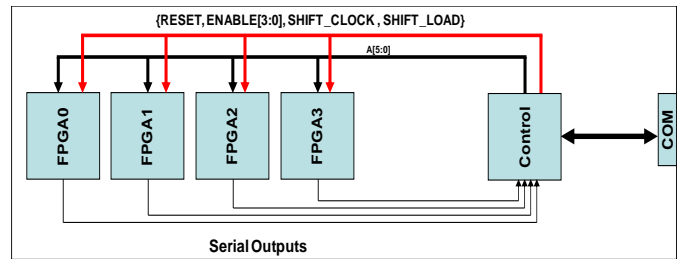 {RESET, ENABLE[3:0], SHIFT_CLOCK , SHIFT_LOAD}
A[5:0]
FPGA0
FPGA1
FPGA2
FPGA3
Control
COM
Serial Outputs